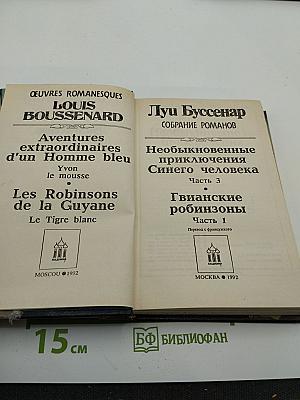 ŒUVRES ROMANESQUES
LOUIS
BOUSSENARD
Aventures
extraordinaires
d'un Homme bleu
Yvon
le mousse
•
Les Robinsons
de la Guyane
Le Tigre blanc
MOSCOU ● 1992
Луи Буссенар
СОБРАНИЕ РОМАНОВ
Необыкновенные
приключения
Синего человека
Часть 3
•
Гвианские
робинзоны
Часть 1
Перевод с французского
МОСКВА ● 1992
15 см
БФ БИБЛИОФАН